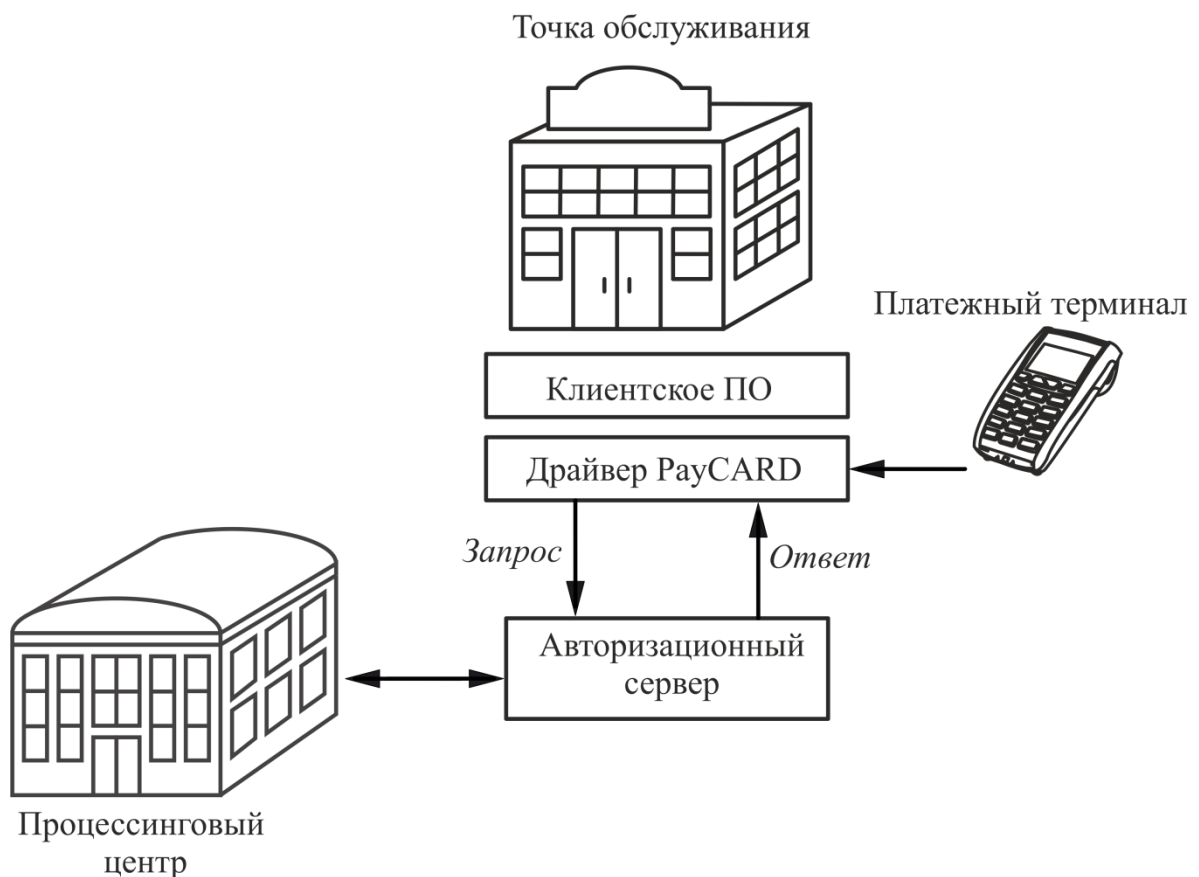 Точка обслуживания
Платежный терминал
Клиентское ПО
Драйвер PayCARD
Запрос
Ответ
Авторизационный
сервер
Процессинговый
центр